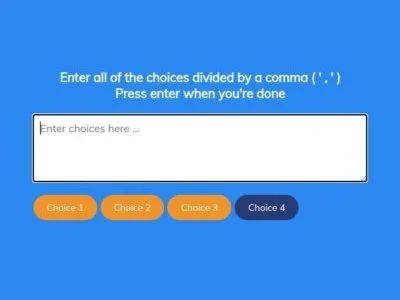 Enter all of the choices divided by a comma ( ' , ' )
Press enter when you're done
Enter choices here ...
Choice 1 Choice 2 Choice 3 Choice 4